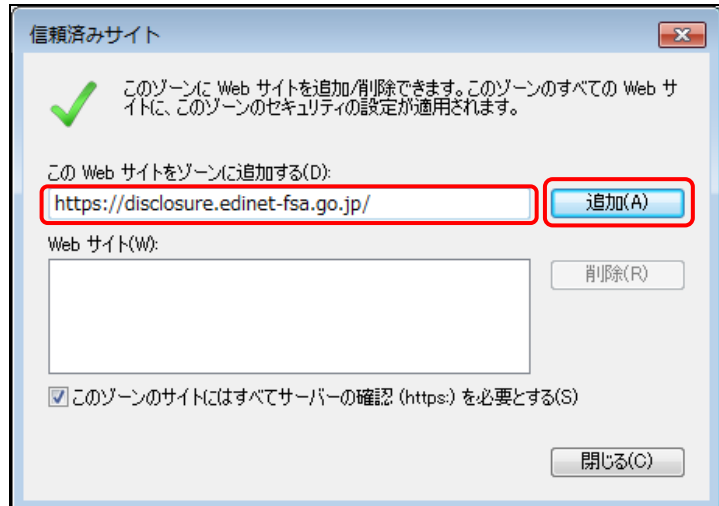 信頼済みサイト
このゾーンに Web サイトを追加/削除できます。このゾーンのすべての Web サ
イトに、このゾーンのセキュリティの設定が適用されます。
この Web サイトをゾーンに追加する(D):
https://disclosure.edinet-fsa.go.jp/
追加(A)
Web サイト(W):
削除(R)
このゾーンのサイトにはすべてサーバーの確認 (https:) を必要とする(S)
閉じる(C)